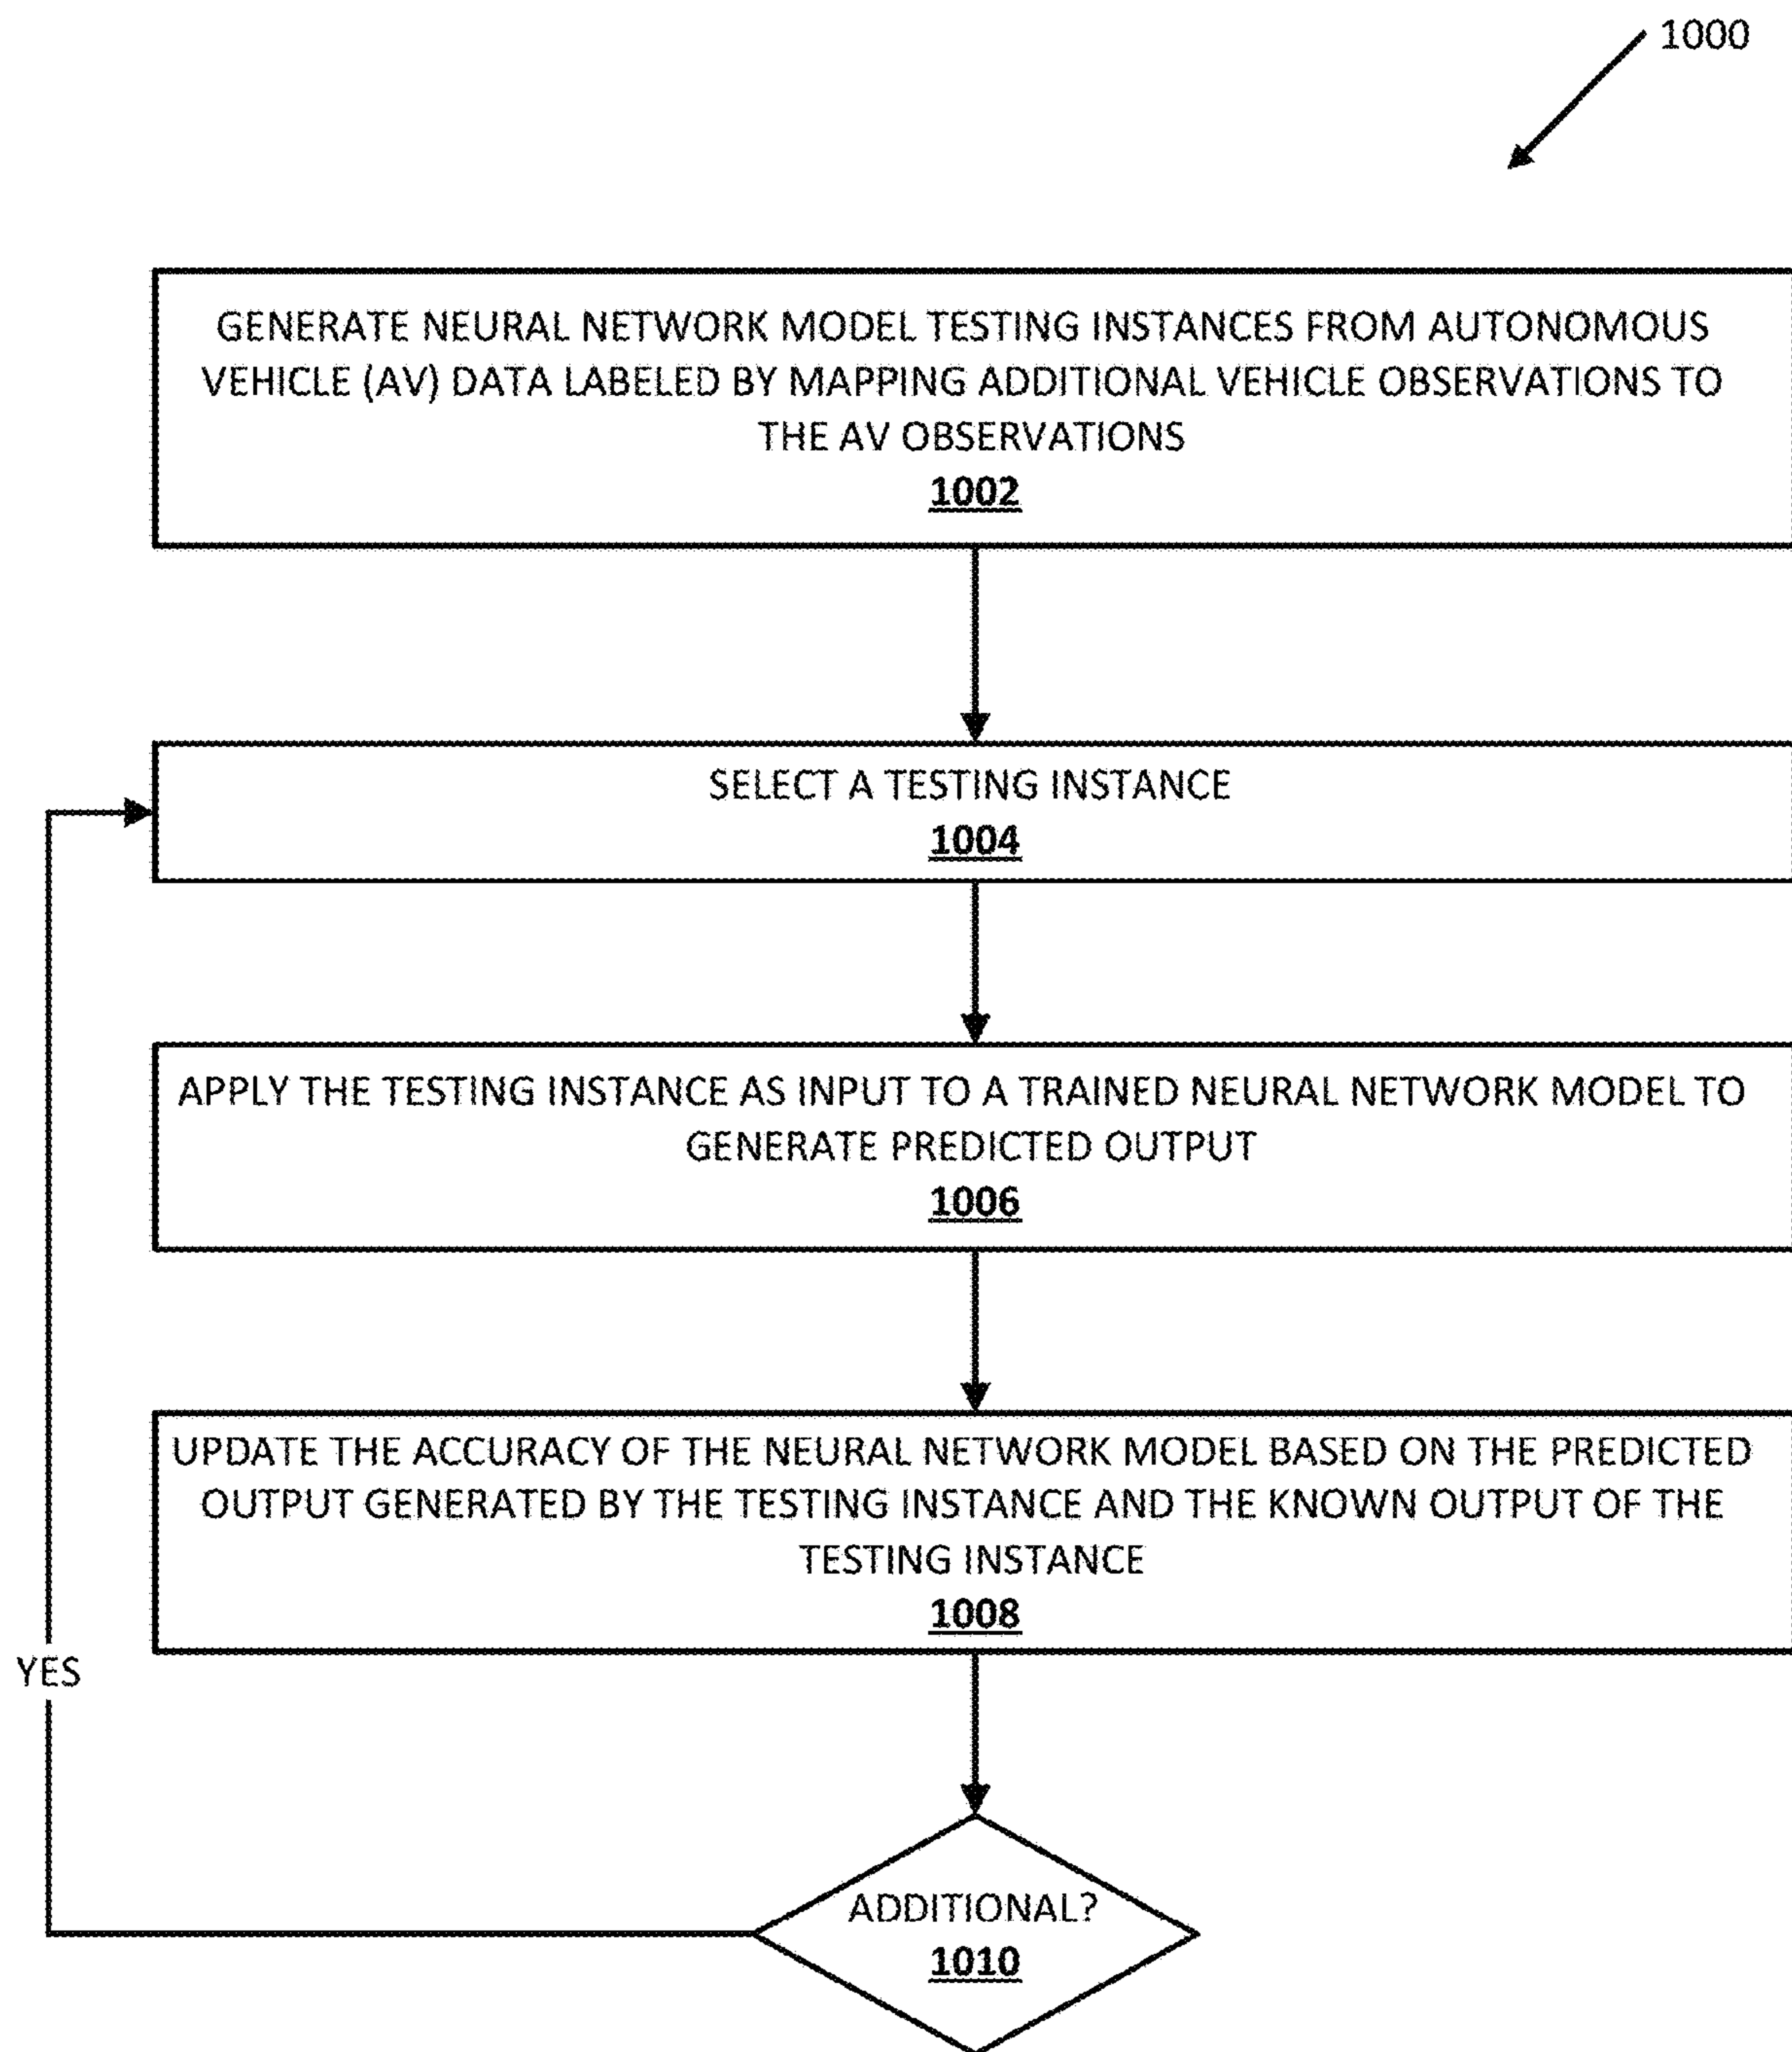 1000
GENERATE NEURAL NETWORK MODEL TESTING INSTANCES FROM AUTONOMOUS
VEHICLE (AV) DATA LABELED BY MAPPING ADDITIONAL VEHICLE OBSERVATIONS TO
THE AV OBSERVATIONS
1002
SELECT A TESTING INSTANCE
1004
APPLY THE TESTING INSTANCE AS INPUT TO A TRAINED NEURAL NETWORK MODEL TO
GENERATE PREDICTED OUTPUT
1006
UPDATE THE ACCURACY OF THE NEURAL NETWORK MODEL BASED ON THE PREDICTED
OUTPUT GENERATED BY THE TESTING INSTANCE AND THE KNOWN OUTPUT OF THE
TESTING INSTANCE
1008
YES
ADDITIONAL?
1010